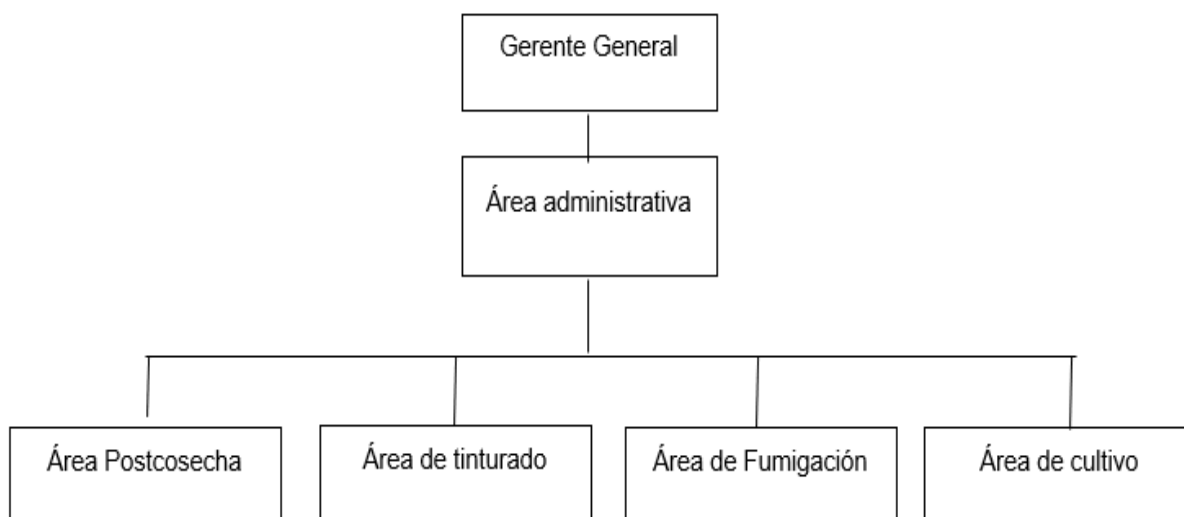 Gerente General
Área administrativa
Área Postcosecha
Área de tinturado
Área de Fumigación
Área de cultivo